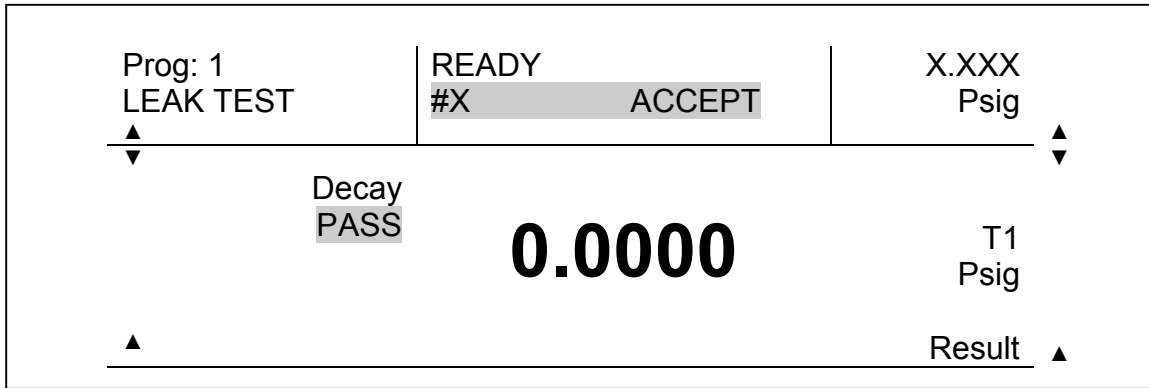 Prog: 1 READY X.XXX
LEAK TEST #X ACCEPT Psig
Decay
PASS 0.0000 T1
Psig
Result